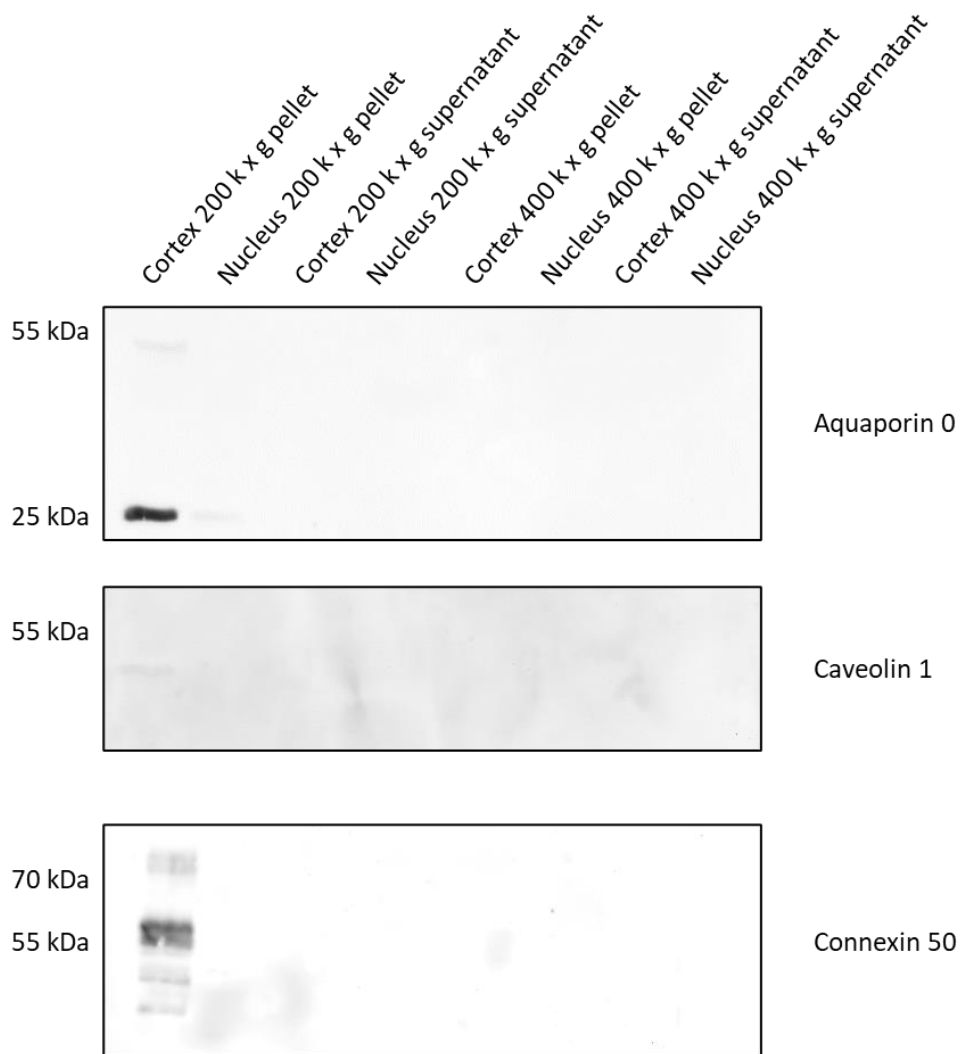 Cortex 200 k x g pellet
Nucleus 200 k x g pellet
Cortex 200 k x g supernatant
Nucleus 200 k x g supernatant
Cortex 400 k x g pellet
Nucleus 400 k x g pellet
Cortex 400 k x g supernatant
Nucleus 400 k x g supernatant
55 kDa
Aquaporin 0
25 kDa
55 kDa
Caveolin 1
70 kDa
55 kDa
Connexin 50